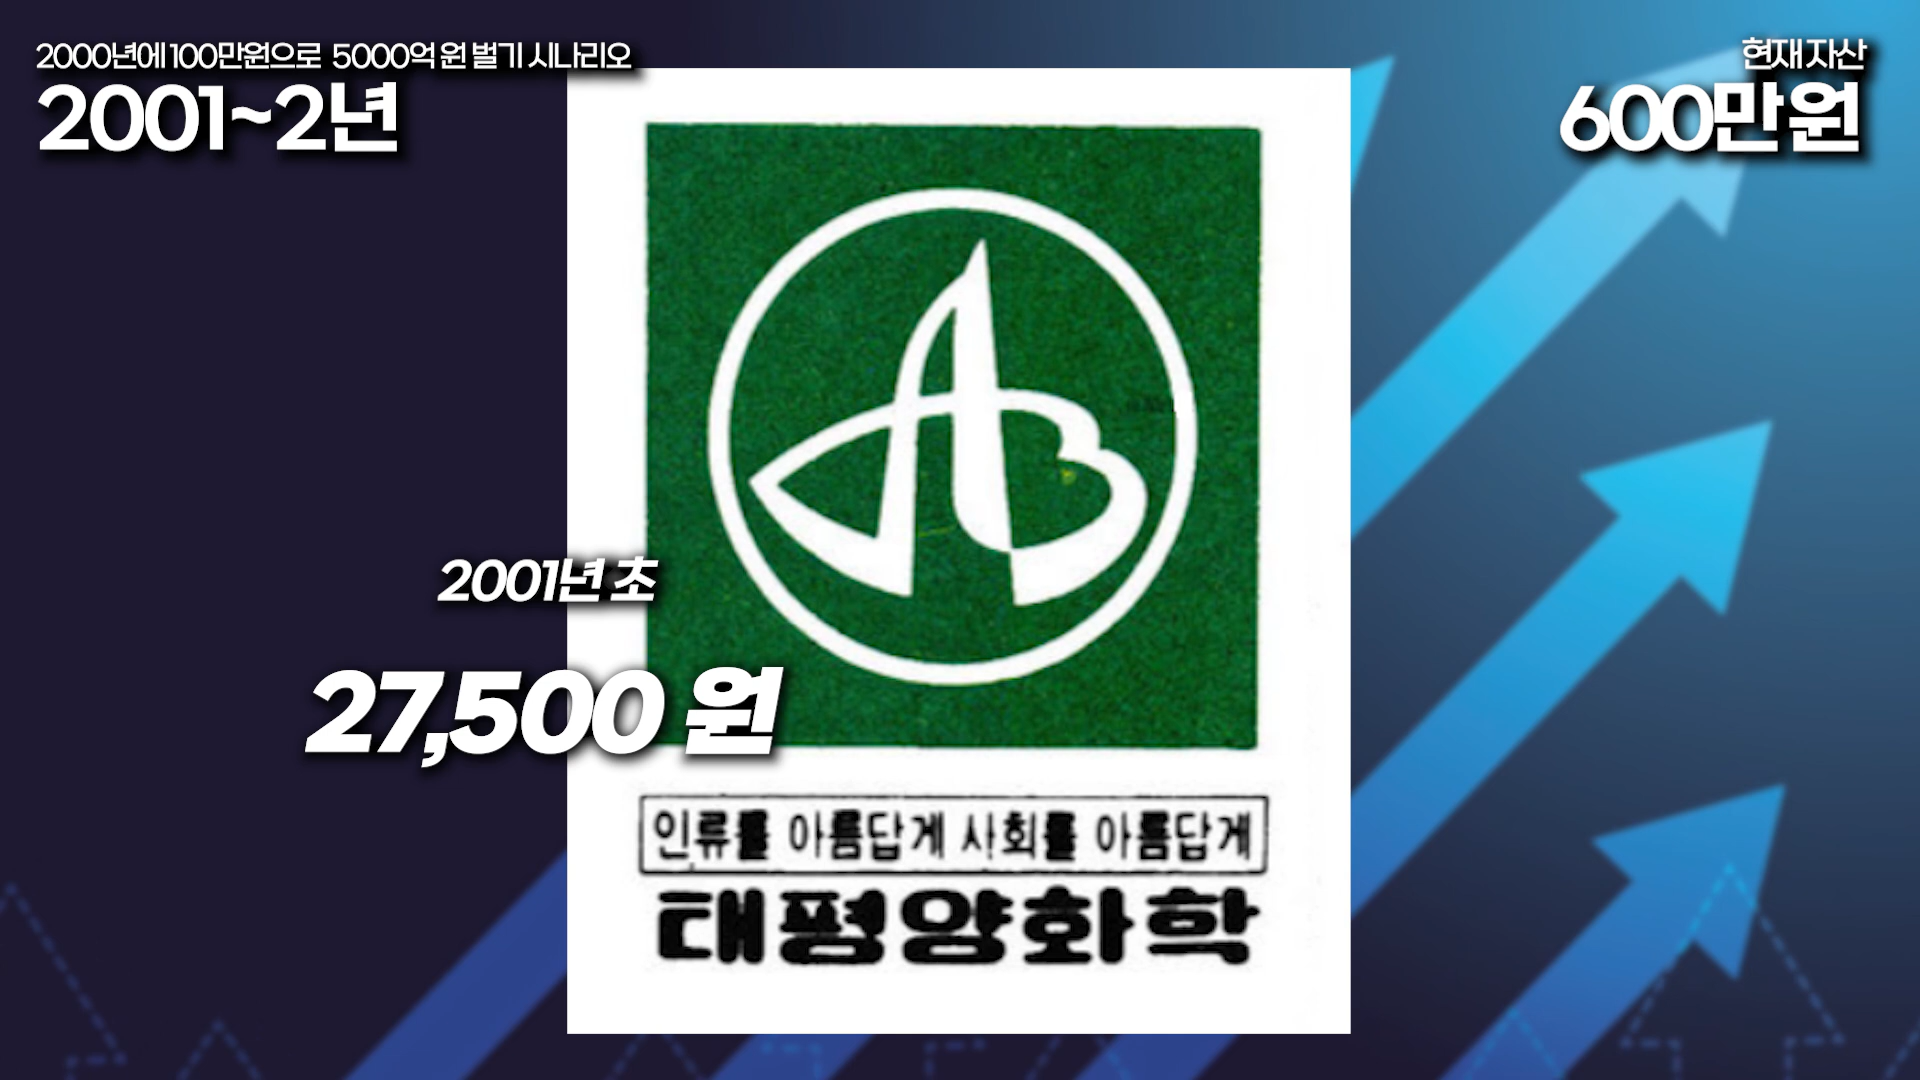 2000년에 100만원으로 5000억 원 벌기 시나리오
2001~2년
현재 자산
600만원
2001년 초
27,500 원
인류를 아름답게 사회를 아름답게
태평양화학